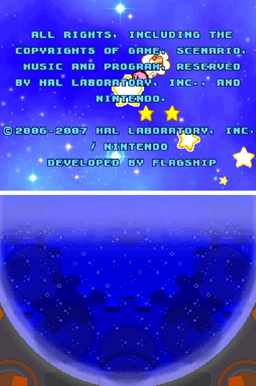 ALL RIGHTS, INCLUDING THE
COPYRIGHTS OF GAME, SCENARIO,
MUSIC AND PROGRAM, RESERVED
BY HAL LABORATORY, INC., AND
NINTENDO.
©2006-2007 HAL LABORATORY, INC.
/ NINTENDO
DEVELOPED BY FLAGSHIP